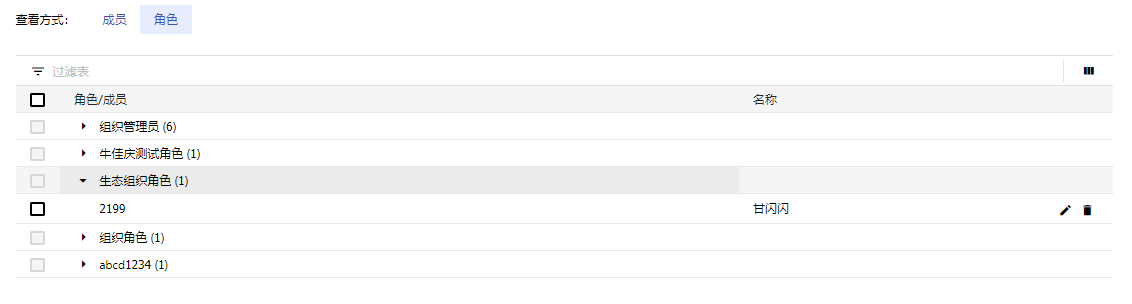 查看方式： 成员 角色
过滤表
角色/成员 名称
组织管理员 (6)
牛佳庆测试角色 (1)
生态组织角色 (1)
2199 甘闪闪
组织角色 (1)
abcd1234 (1)